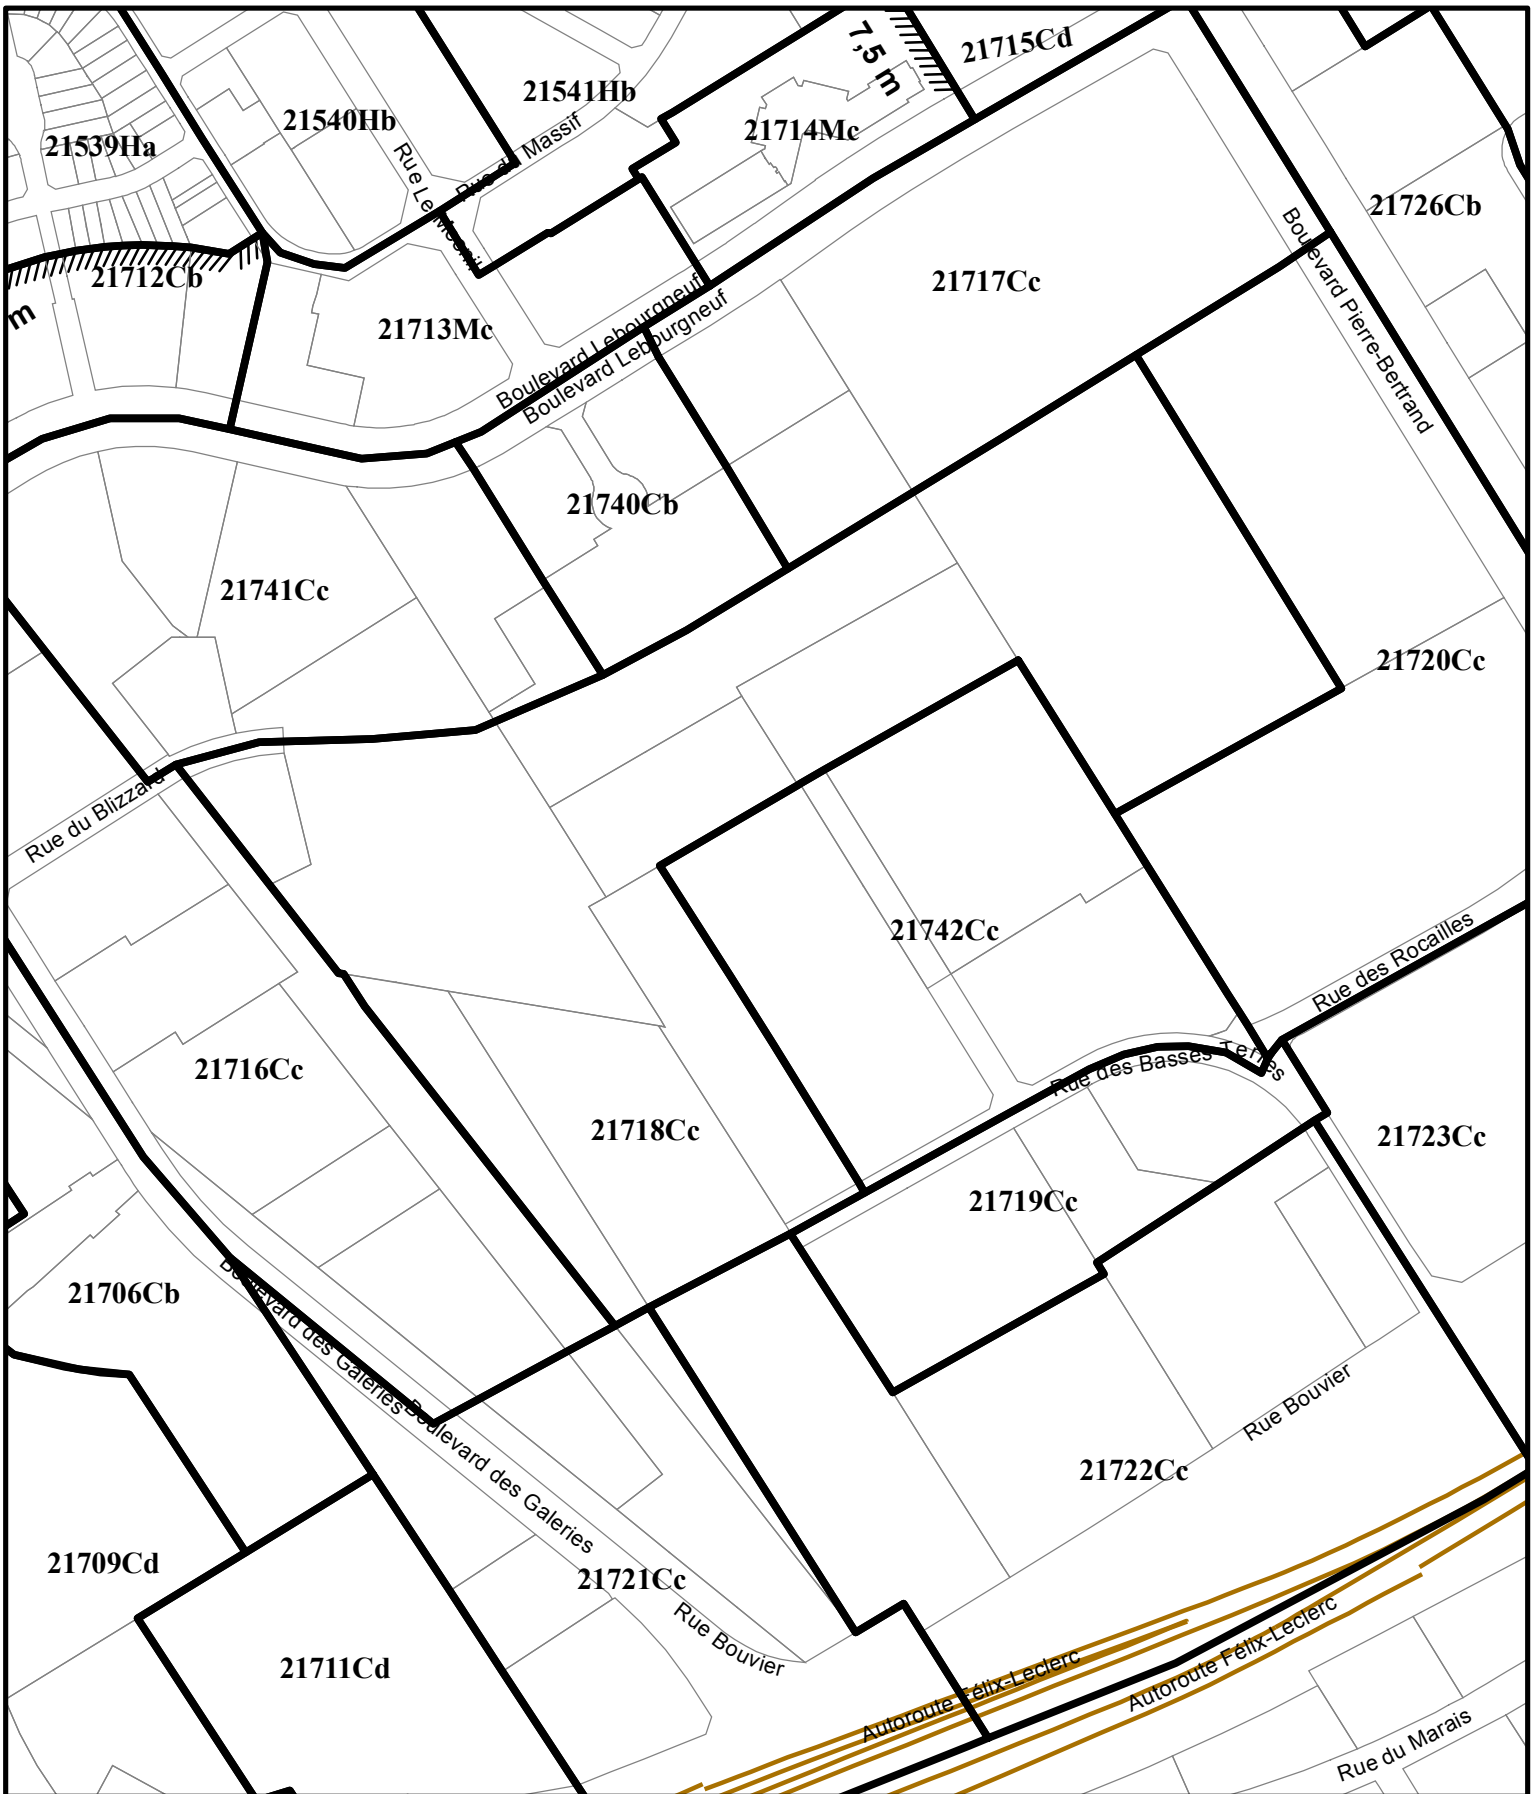 7,5 m
21715Cd
21541Hb
21540Hb
21714Mc
21539Ha
Rue du Massif
Rue Le Mesnil
21726Cb
21712Cb
21717Cc
m
21713Mc
Boulevard Lebourgneuf
Boulevard Lebourgneuf
Boulevard Pierre-Bertrand
21740Cb
21741Cc
21720Cc
Rue du Blizzard
21742Cc
Rue des Rocailles
21716Cc
Rue des Basses Terres
21718Cc
21723Cc
21719Cc
21706Cb
Boulevard des Galeries
Boulevard des Galeries
Rue Bouvier
21722Cc
21709Cd
21721Cc
Rue Bouvier
21711Cd
Autoroute Félix-Leclerc
Autoroute Félix-Leclerc
Rue du Marais